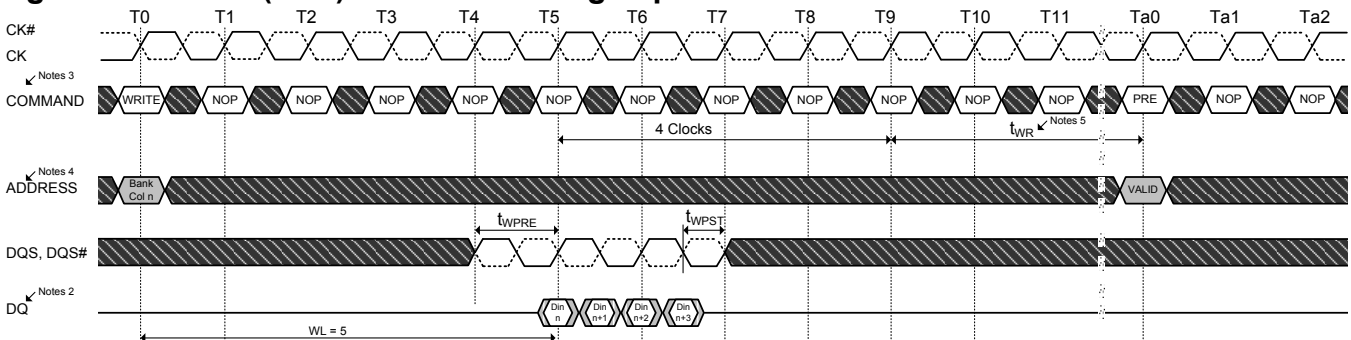 T0 T1 T2 T3 T4 T5 T6 T7 T8 T9 T10 T11 Ta0 Ta1 Ta2
CK#
CK
Notes 3
COMMAND WRITE NOP NOP NOP NOP NOP NOP NOP NOP NOP NOP NOP PRE NOP NOP
4 Clocks tWR Notes 5
Notes 4
ADDRESS Bank Col n VALID
tWPRE tWPST
DQS, DQS#
Notes 2
DQ Din n Din n+1 Din n+2 Din n+3
WL = 5